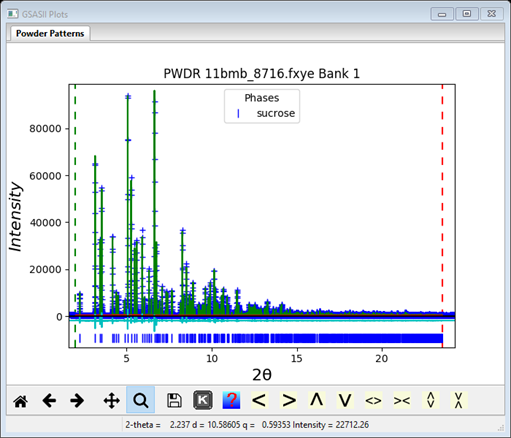 GSASII Plots
Powder Patterns
PWDR 11bmb_8716.fxye Bank 1
Phases
sucrose
Intensity
80000
60000
40000
20000
0
5 10 15 20
2θ
K ? < > Λ V <> ><
2-theta = 2.237 d = 10.58605 q = 0.59353 Intensity = 22712.26